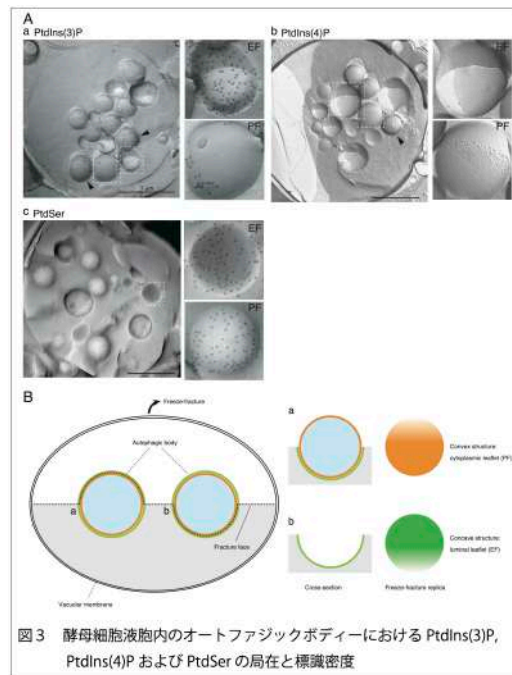 A
a PtdIns(3)P
EF
PF
b PtdIns(4)P
EF
PF
c PtdSer
EF
PF
B
Freeze-fracture
Autophagic body
a
b
Fracture face
Vacuolar membrane
a
Convex structure:
cytoplasmic leaflet (PF)
b
Concave structure:
luminal leaflet (EF)
Cross section
Freeze-fracture replica
図3 酵母細胞液胞内のオートファジックボディーにおける PtdIns(3)P,
PtdIns(4)P および PtdSer の局在と標識密度